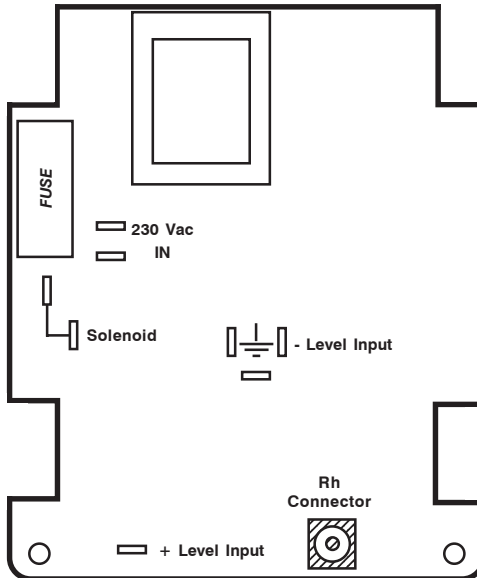 FUSE
230 Vac
IN
Solenoid
- Level Input
Rh
Connector
+ Level Input